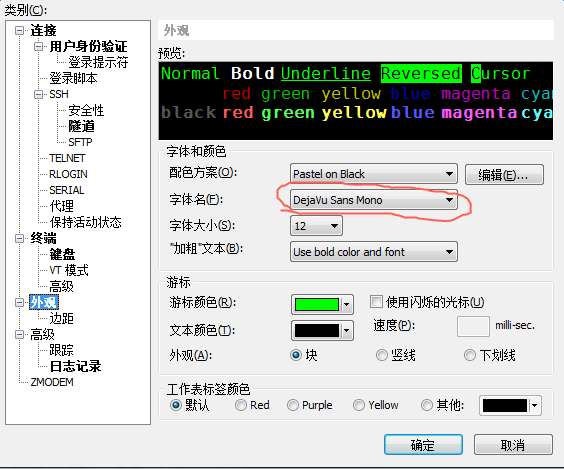 类别(C):
连接
用户身份验证
登录提示符
登录脚本
SSH
安全性
隧道
SFTP
TELNET
RLOGIN
SERIAL
代理
保持活动状态
终端
键盘
VT 模式
高级
外观
边距
高级
跟踪
日志记录
ZMODEM
外观
预览:
Normal Bold Underline Reversed Cursor
red green yellow blue magenta cyan
black red green yellow blue magenta cya
字体和颜色
配色方案(O): Pastel on Black 编辑(E)...
字体名(F): DejaVu Sans Mono
字体大小(S): 12
"加粗"文本(B): Use bold color and font
游标
游标颜色(R): 使用闪烁的光标(U)
文本颜色(T): 速度(P): milli-sec.
外观(A): 块 竖线 下划线
工作表标签颜色
默认 Red Purple Yellow 其他:
确定 取消